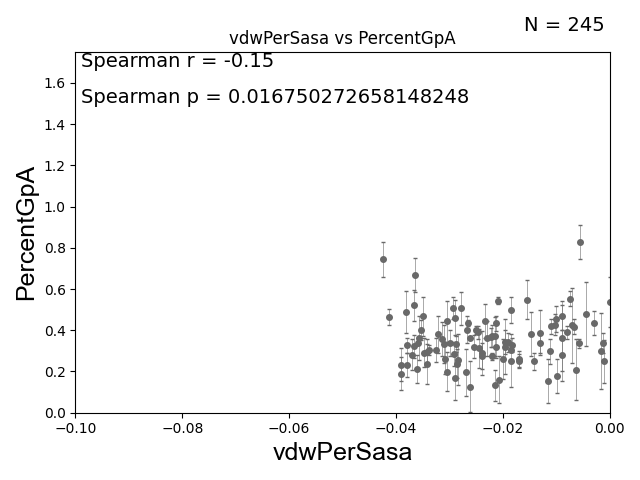 N = 245
vdwPerSasa vs PercentGpA
Spearman r = -0.15
Spearman p = 0.016750272658148248
PercentGpA
1.6
1.4
1.2
1.0
0.8
0.6
0.4
0.2
0.0
−0.10 −0.08 −0.06 −0.04 −0.02 0.00
vdwPerSasa